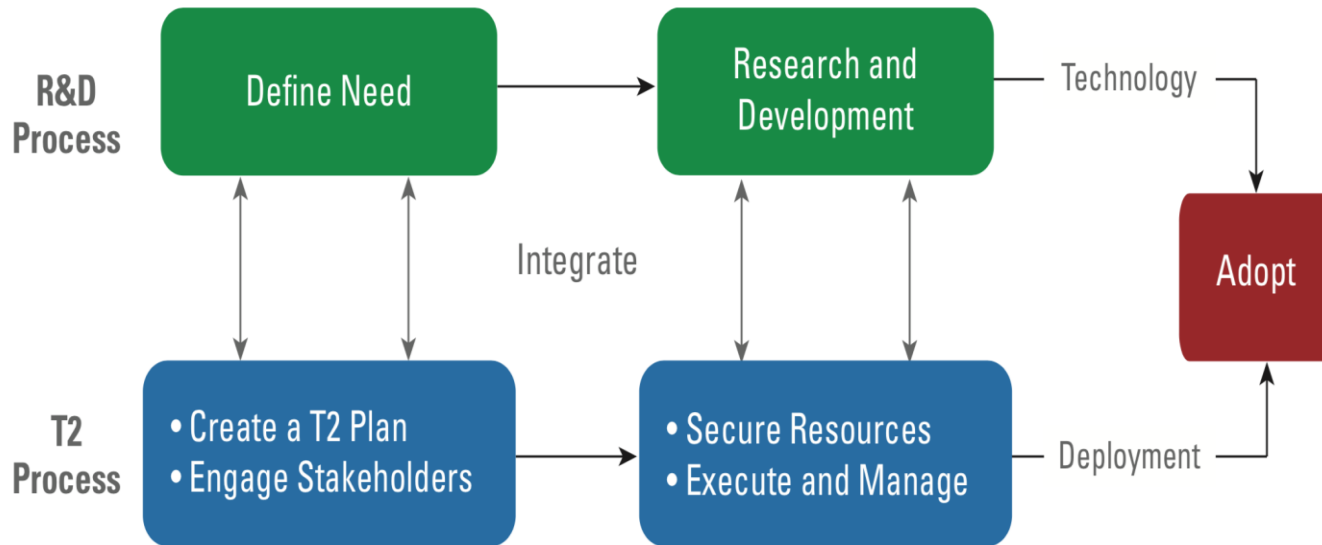 R&D
Process
Define Need
Research and
Development
Technology
Integrate
Adopt
T2
Process
• Create a T2 Plan
• Engage Stakeholders
• Secure Resources
• Execute and Manage
Deployment